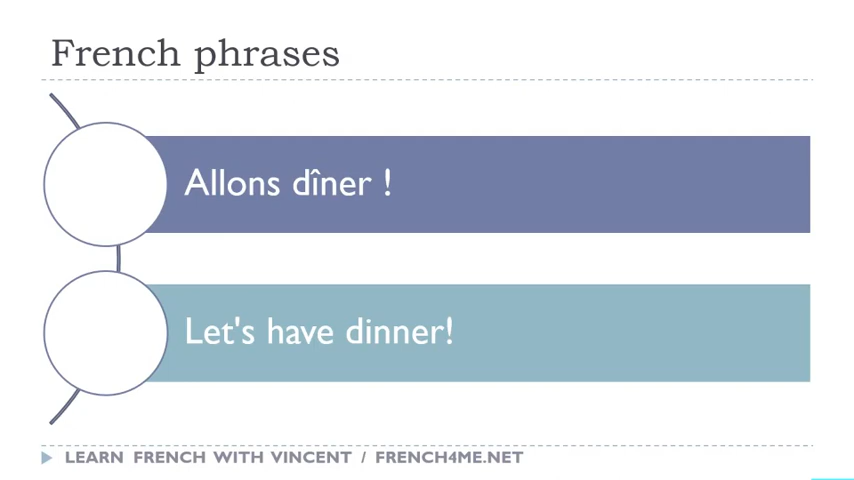 French phrases
Allons dîner !
Let's have dinner!
LEARN FRENCH WITH VINCENT / FRENCH4ME.NET